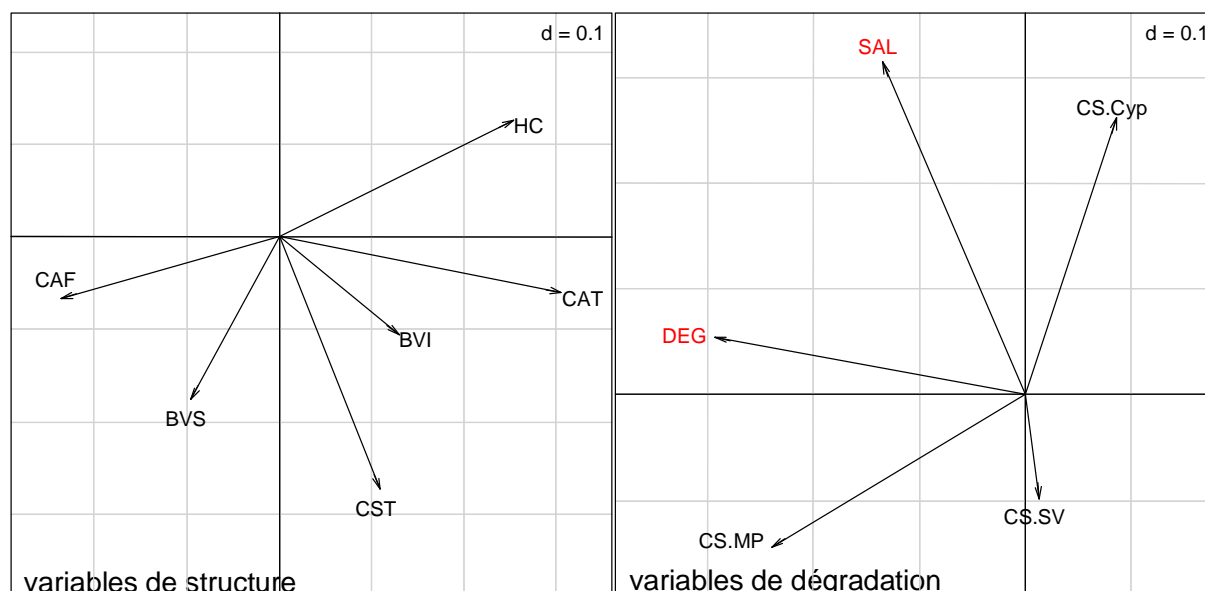 d = 0.1
HC
CAF
CAT
BVI
BVS
CST
variables de structure
d = 0.1
SAL
CS.Cyp
DEG
CS.SV
CS.MP
variables de dégradation